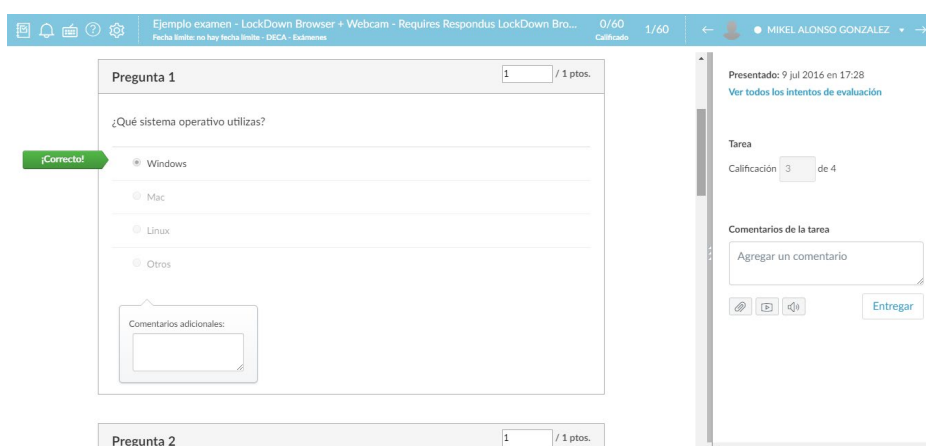 Ejemplo examen - LockDown Browser + Webcam - Requires Respondus LockDown Bro...
Fecha límite: no hay fecha límite - DECA - Exámenes
0/60
Calificado
1/60
MIKEL ALONSO GONZALEZ
Pregunta 1
1 / 1 ptos.
¿Qué sistema operativo utilizas?
¡Correcto!
Windows
Mac
Linux
Otros
Comentarios adicionales:
Pregunta 2
1 / 1 ptos.
Presentado: 9 jul 2016 en 17:28
Ver todos los intentos de evaluación
Tarea
Calificación 3 de 4
Comentarios de la tarea
Agregar un comentario
Entregar